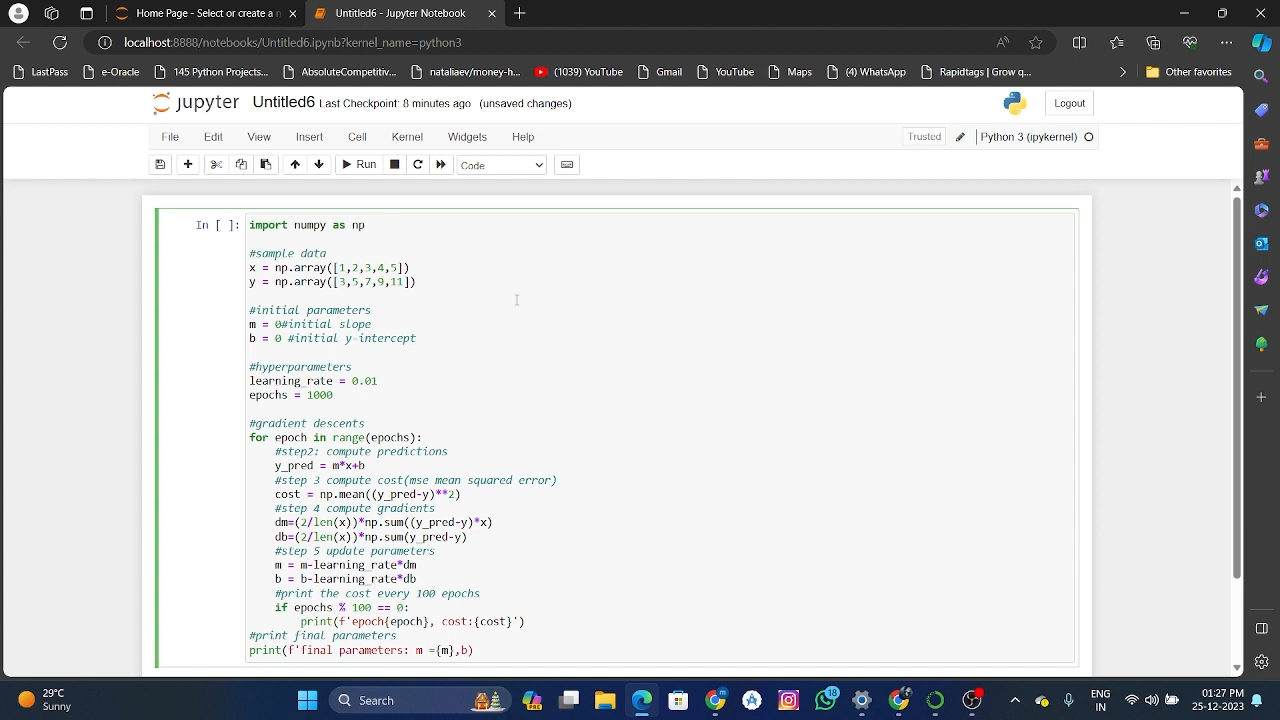 Home Page - Select or create a n
Untitled6 - Jupyter Notebook
localhost:8888/notebooks/Untitled6.ipynb?kernel_name=python3
LastPass e-Oracle 145 Python Projects... AbsoluteCompetitiv... nataliaev/money-h... (1039) YouTube Gmail YouTube Maps (4) WhatsApp Rapidtags | Grow q... Other favorites
jupyter Untitled6 Last Checkpoint: 8 minutes ago (unsaved changes) Logout
File Edit View Insert Cell Kernel Widgets Help Trusted Python 3 (ipykernel)
Run Code
In [ ]: import numpy as np
#sample data
x = np.array([1,2,3,4,5])
y = np.array([3,5,7,9,11])
#initial parameters
m = 0#initial slope
b = 0 #initial y-intercept
#hyperparameters
learning_rate = 0.01
epochs = 1000
#gradient descents
for epoch in range(epochs):
#step2: compute predictions
y_pred = m*x+b
#step 3 compute cost(mse mean squared error)
cost = np.mean((y_pred-y)**2)
#step 4 compute gradients
dm=(2/len(x))*np.sum((y_pred-y)*x)
db=(2/len(x))*np.sum(y_pred-y)
#step 5 update parameters
m = m-learning_rate*dm
b = b-learning_rate*db
#print the cost every 100 epochs
if epochs % 100 == 0:
print(f'epoch{epoch}, cost:{cost}')
#print final parameters
print(f'final parameters: m ={m},b)
29°C
Sunny
Search
18
ENG
IN
01:27 PM
25-12-2023